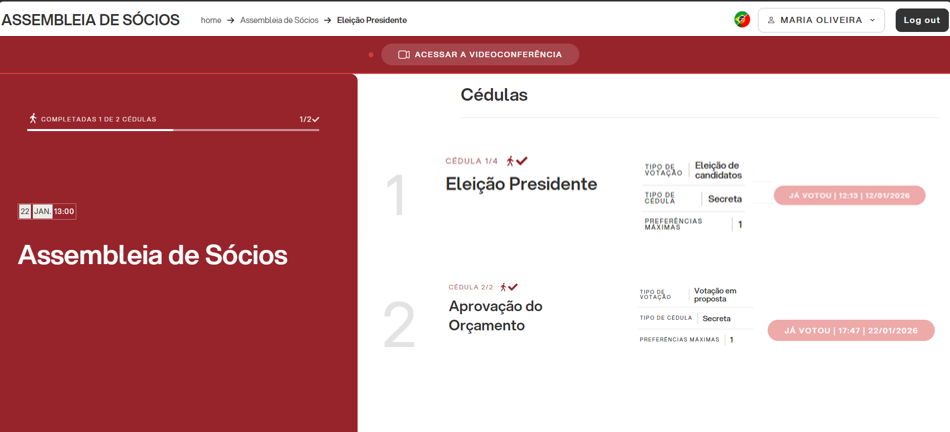 ASSEMBLEIA DE SÓCIOS
home → Assembleia de Sócios → Eleição Presidente
MARIA OLIVEIRA
Log out
ACESSAR A VIDEOCONFERÊNCIA
COMPLETADAS 1 DE 2 CÉDULAS
1/2
22 JAN. 13:00
Assembleia de Sócios
Cédulas
1
CÉDULA 1/4
Eleição Presidente
TIPO DE
VOTAÇÃO
Eleição de
candidatos
TIPO DE
CÉDULA
Secreta
PREFERÊNCIAS
MÁXIMAS
1
JÁ VOTOU | 12:13 | 12/01/2026
2
CÉDULA 2/2
Aprovação do
Orçamento
TIPO DE
VOTAÇÃO
Votação em
proposta
TIPO DE CÉDULA
Secreta
PREFERÊNCIAS MÁXIMAS
1
JÁ VOTOU | 17:47 | 22/01/2026